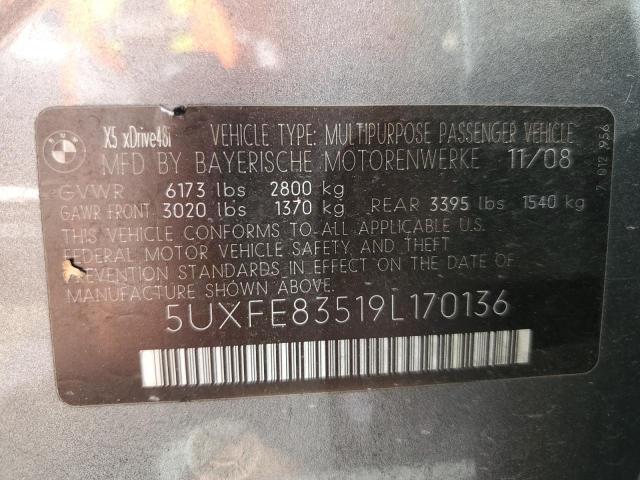 BMW
X5 xDrive48i VEHICLE TYPE: MULTIPURPOSE PASSENGER VEHICLE
MFD BY BAYERISCHE MOTORENWERKE 11/08
GVWR 6173 lbs 2800 kg
GAWR FRONT 3020 lbs 1370 kg REAR 3395 lbs 1540 kg
THIS VEHICLE CONFORMS TO ALL APPLICABLE U.S.
FEDERAL MOTOR VEHICLE SAFETY, AND THEFT
PREVENTION STANDARDS IN EFFECT ON THE DATE OF
MANUFACTURE SHOWN ABOVE.
5UXFE83519L170136
7 012 956